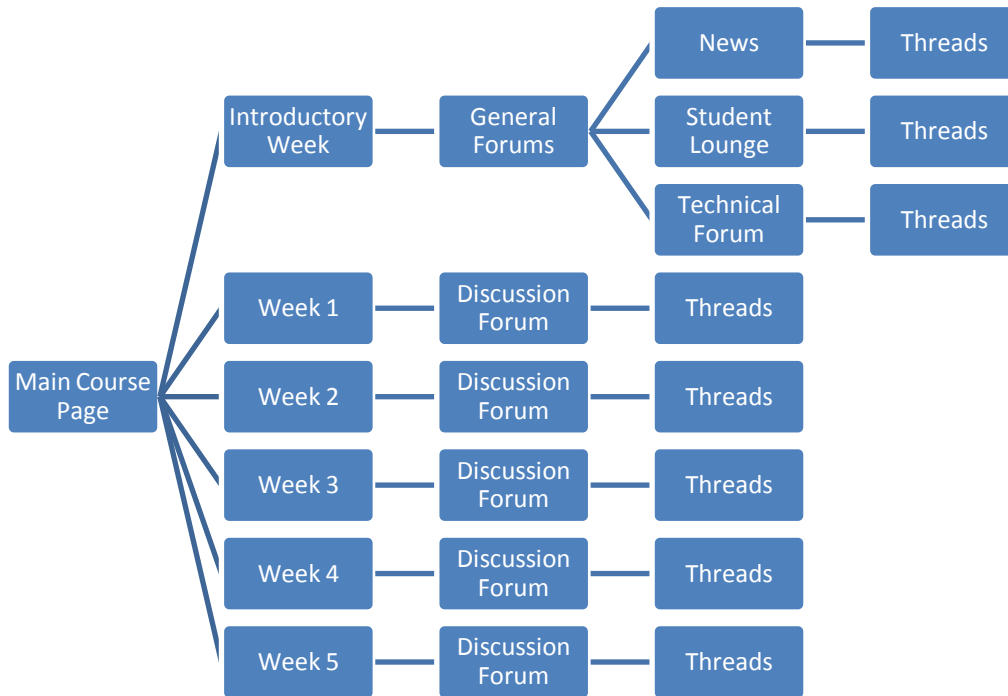 News
Threads
Introductory
Week
General
Forums
Student
Lounge
Threads
Technical
Forum
Threads
Main Course
Page
Week 1
Discussion
Forum
Threads
Week 2
Discussion
Forum
Threads
Week 3
Discussion
Forum
Threads
Week 4
Discussion
Forum
Threads
Week 5
Discussion
Forum
Threads